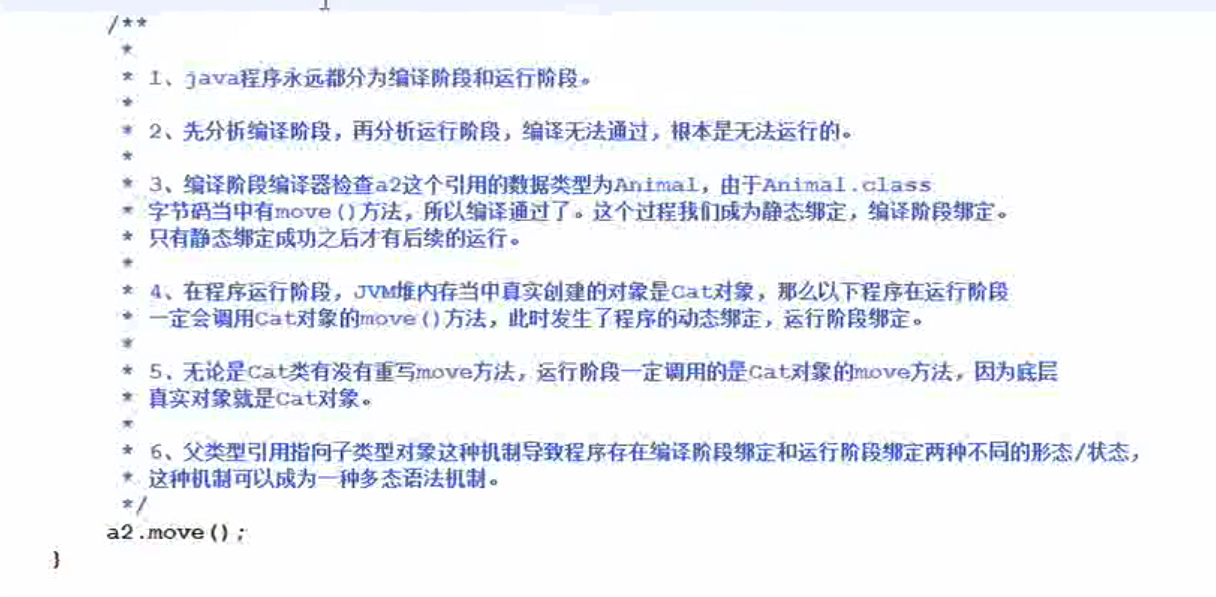 /**
*
* 1、java程序永远都分为编译阶段和运行阶段。
*
* 2、先分析编译阶段，再分析运行阶段，编译无法通过，根本是无法运行的。
*
* 3、编译阶段编译器检查a2这个引用的数据类型为Animal，由于Animal.class
* 字节码当中有move()方法，所以编译通过了。这个过程我们成为静态绑定，编译阶段绑定。
* 只有静态绑定成功之后才有后续的运行。
*
* 4、在程序运行阶段，JVM堆内存当中真实创建的对象是Cat对象，那么以下程序在运行阶段
* 一定会调用Cat对象的move()方法，此时发生了程序的动态绑定，运行阶段绑定。
*
* 5、无论是Cat类有没有重写move方法，运行阶段一定调用的是Cat对象的move方法，因为底层
* 真实对象就是Cat对象。
*
* 6、父类型引用指向子类型对象这种机制导致程序存在编译阶段绑定和运行阶段绑定两种不同的形态/状态，
* 这种机制可以成为一种多态语法机制。
*/
a2.move();
}